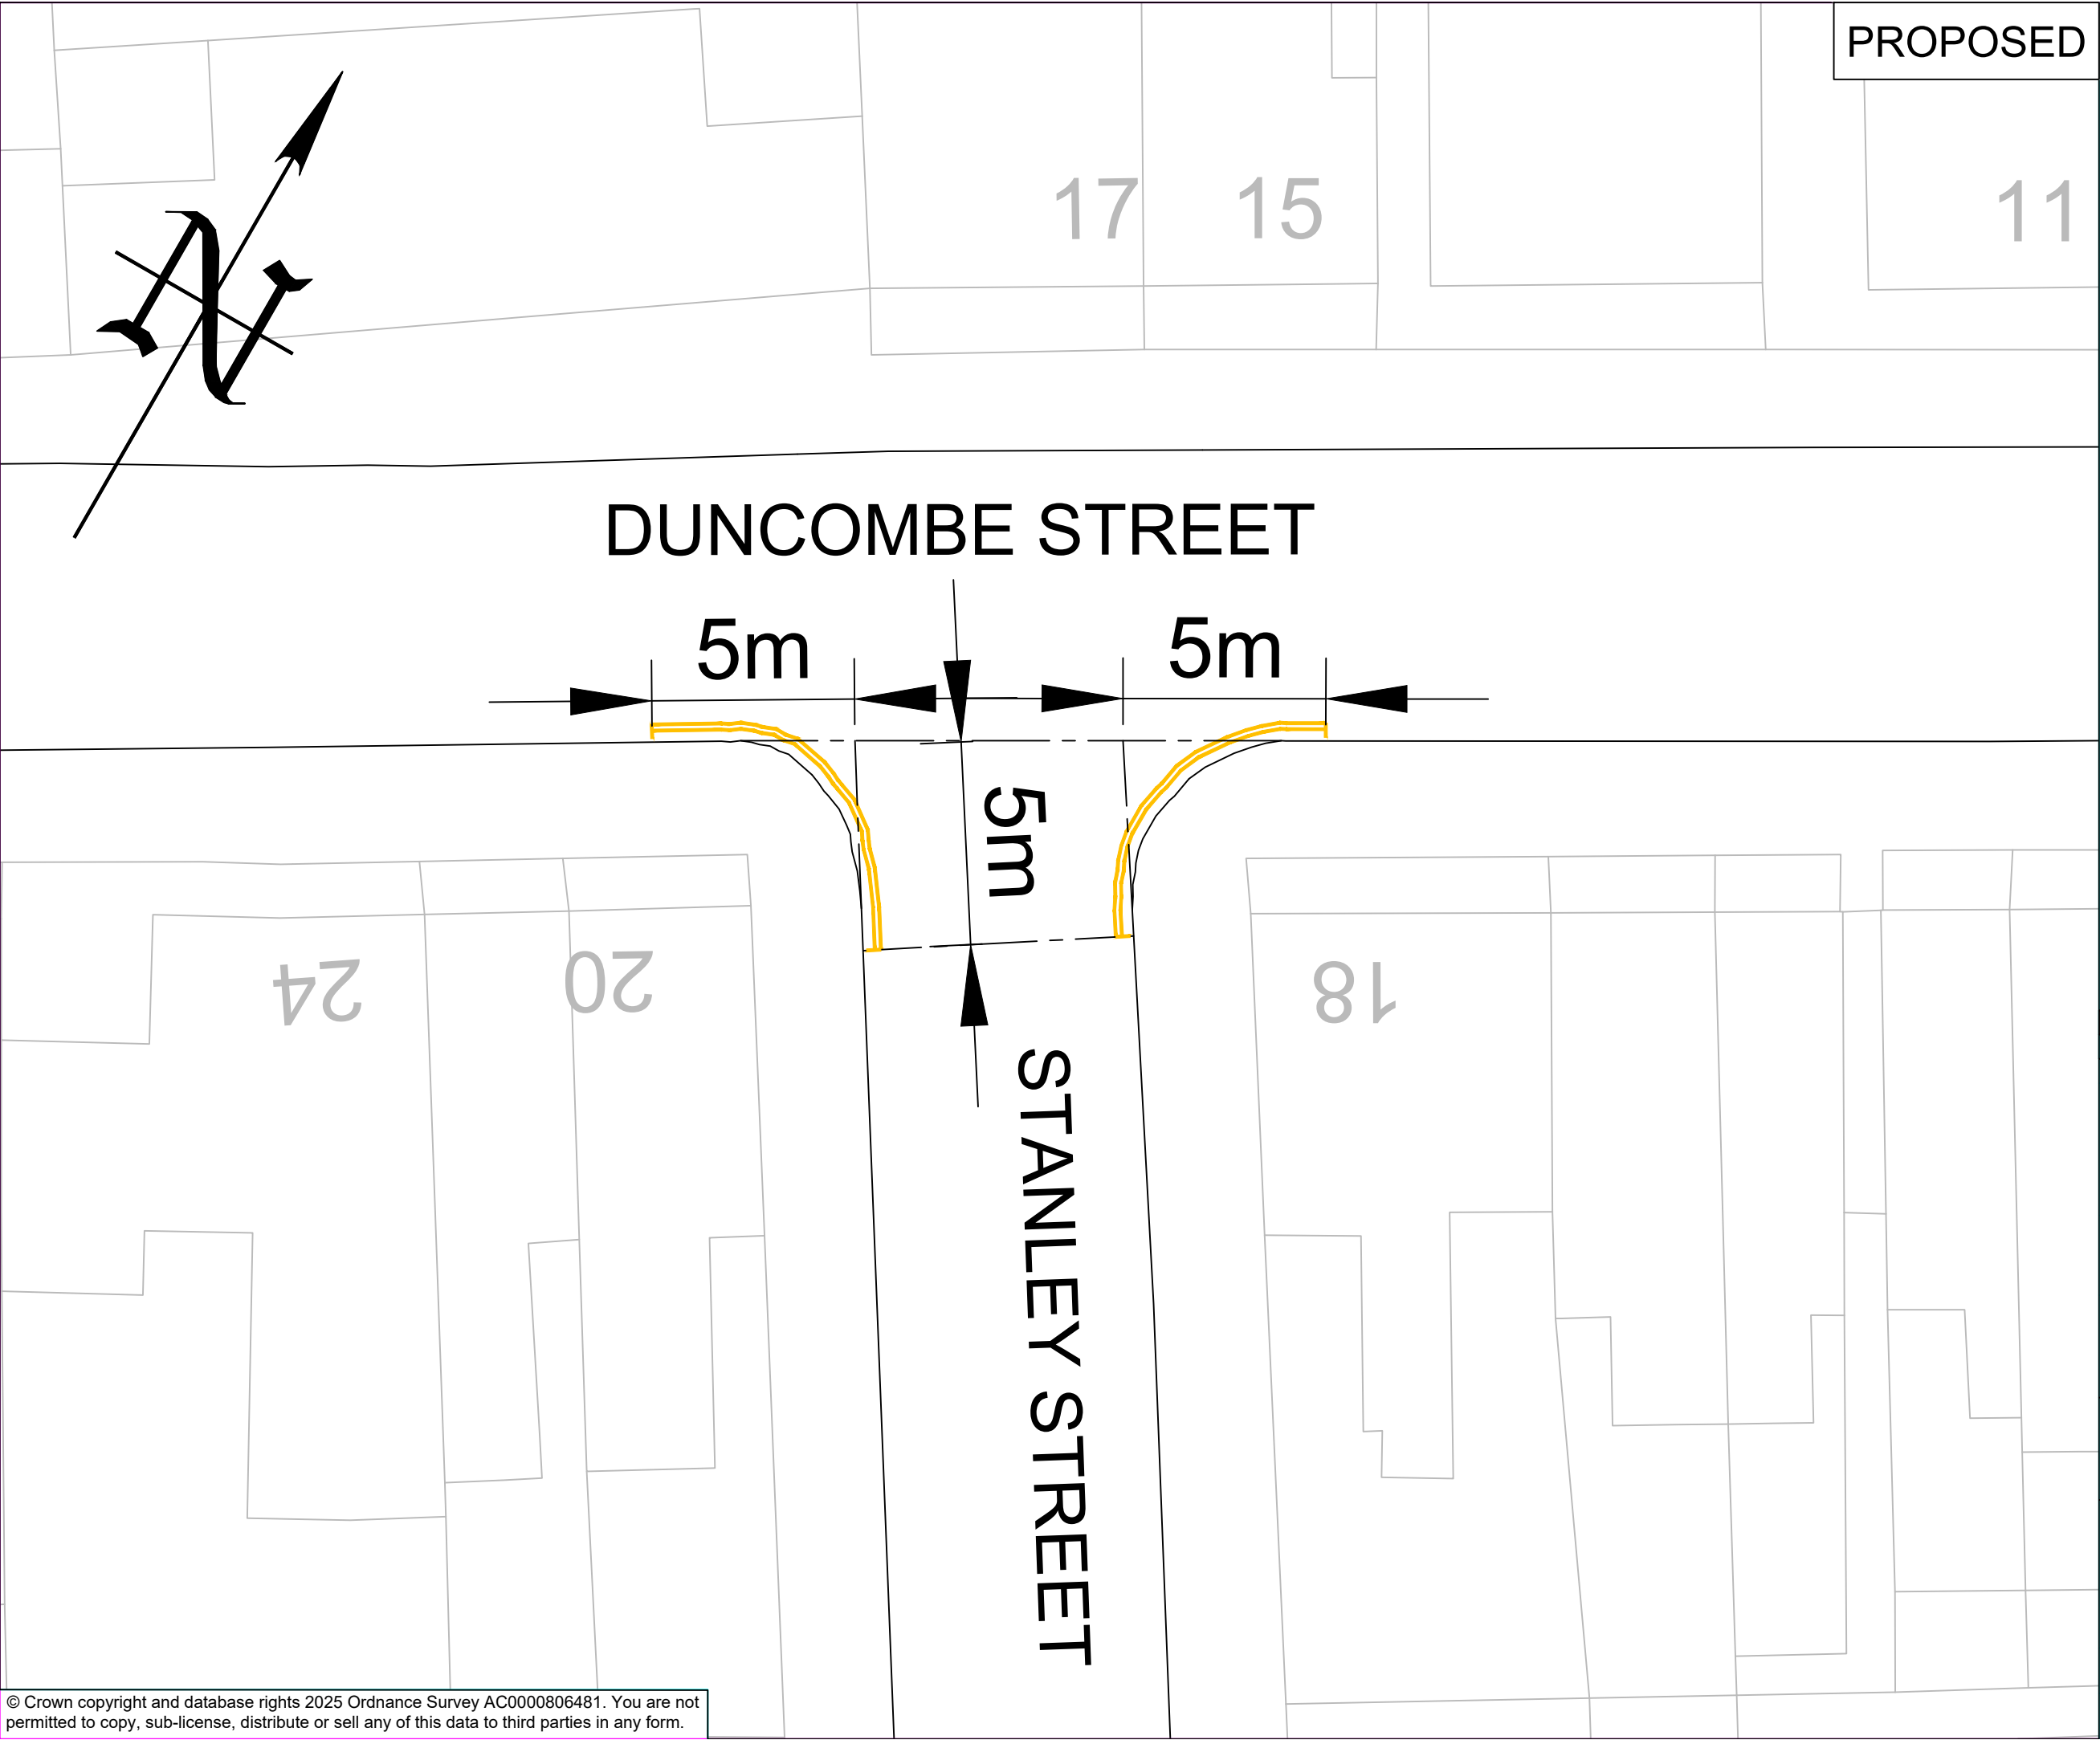 PROPOSED
N
17
15
11
DUNCOMBE STREET
5m
5m
5m
24
20
18
STANLEY STREET
© Crown copyright and database rights 2025 Ordnance Survey AC0000806481. You are not
permitted to copy, sub-license, distribute or sell any of this data to third parties in any form.